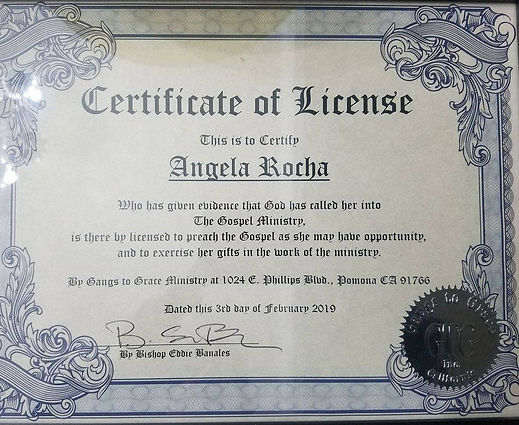 Certificate of License
This is to Certify
Angela Rocha
Who has given evidence that God has called her into
The Gospel Ministry,
is there by licensed to preach the Gospel as she may have opportunity,
and to exercise her gifts in the work of the ministry.
By Gangs to Grace Ministry at 1024 E. Phillips Blvd., Pomona CA 91766
Dated this 3rd day of February 2019
By Bishop Eddie Banales
GTG
Inc.